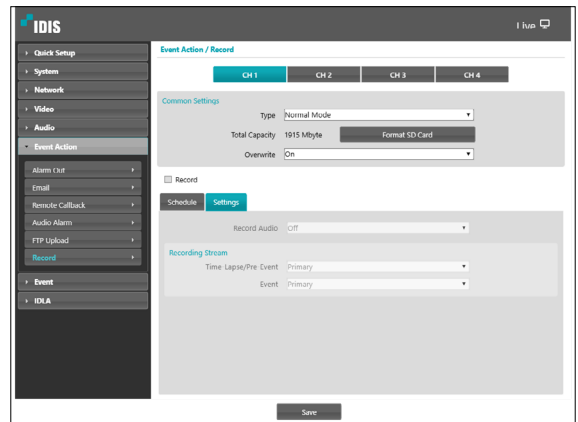 IDIS
Live
Quick Setup
System
Network
Video
Audio
Event Action
Alarm Out
Email
Remote Callback
Audio Alarm
FTP Upload
Record
Event
IDLA
Event Action / Record
CH 1 CH 2 CH 3 CH 4
Common Settings
Type Normal Mode
Total Capacity 1915 Mbyte Format SD Card
Overwrite On
Record
Schedule Settings
Record Audio Off
Recording Stream
Time Lapse/Pre Event Primary
Event Primary
Save